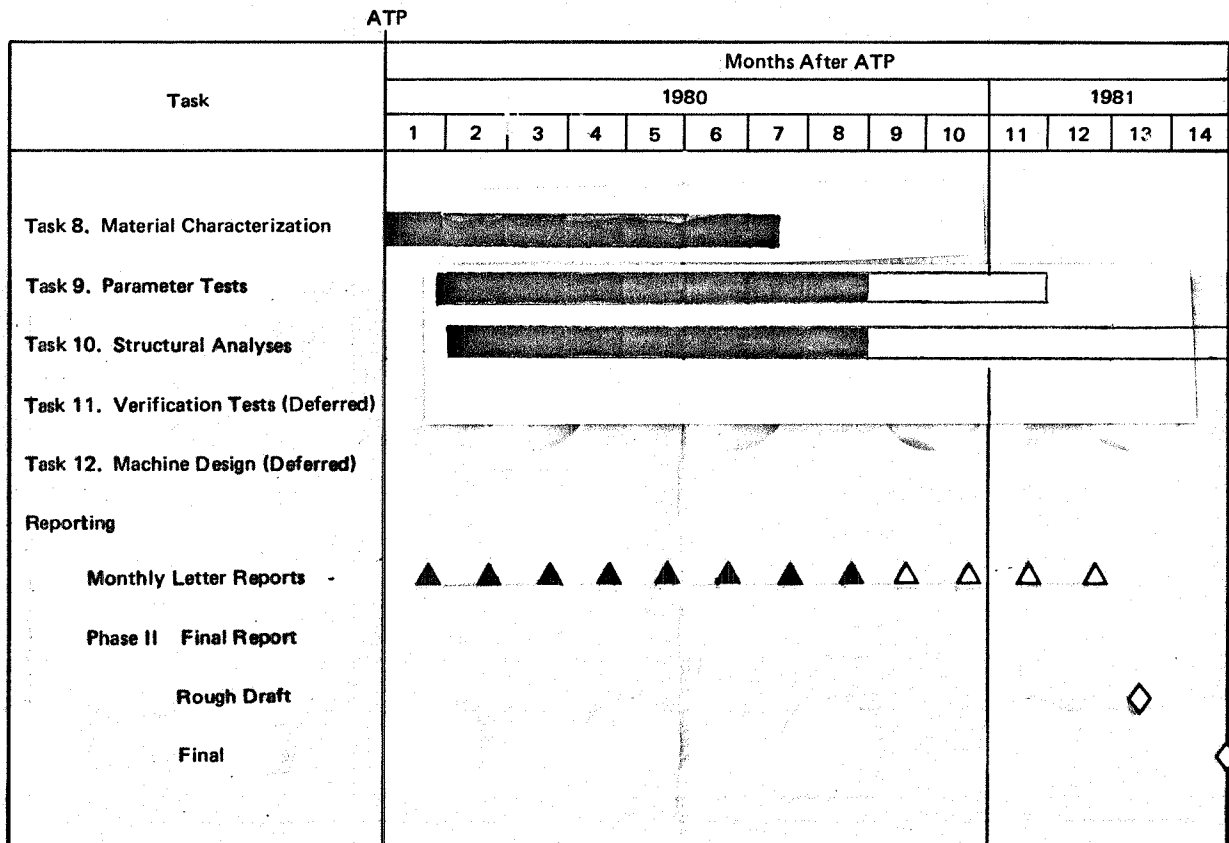 ATP
Months After ATP
Task
1980 1981
1 2 3 4 5 6 7 8 9 10 11 12 13 14
Task 8. Material Characterization
Task 9. Parameter Tests
Task 10. Structural Analyses
Task 11. Verification Tests (Deferred)
Task 12. Machine Design (Deferred)
Reporting
Monthly Letter Reports -
Phase II Final Report
Rough Draft
Final